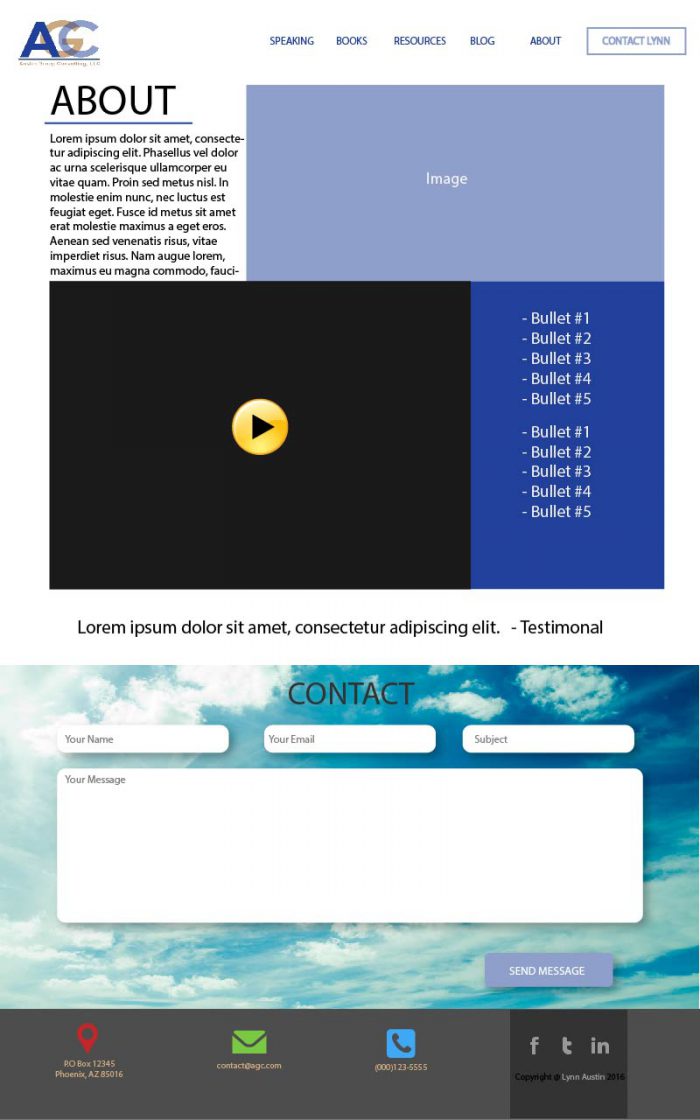 AGC
Austin Group Consulting, LLC
SPEAKING BOOKS RESOURCES BLOG ABOUT CONTACT LYNN
ABOUT
Lorem ipsum dolor sit amet, consecte-
tur adipiscing elit. Phasellus vel dolor
ac urna scelerisque ullamcorper eu
vitae quam. Proin sed metus nisl. In
molestie enim nunc, nec luctus est
feugiat eget. Fusce id metus sit amet
erat molestie maximus a eget eros.
Aenean sed venenatis risus, vitae
imperdiet risus. Nam augue lorem,
maximus eu magna commodo, fauci-
Image
- Bullet #1
- Bullet #2
- Bullet #3
- Bullet #4
- Bullet #5
- Bullet #1
- Bullet #2
- Bullet #3
- Bullet #4
- Bullet #5
Lorem ipsum dolor sit amet, consectetur adipiscing elit. - Testimonal
CONTACT
Your Name Your Email Subject
Your Message
SEND MESSAGE
P.O Box 12345
Phoenix, AZ 85016
contact@agc.com
(000)123-5555
Copyright @ Lynn Austin 2016